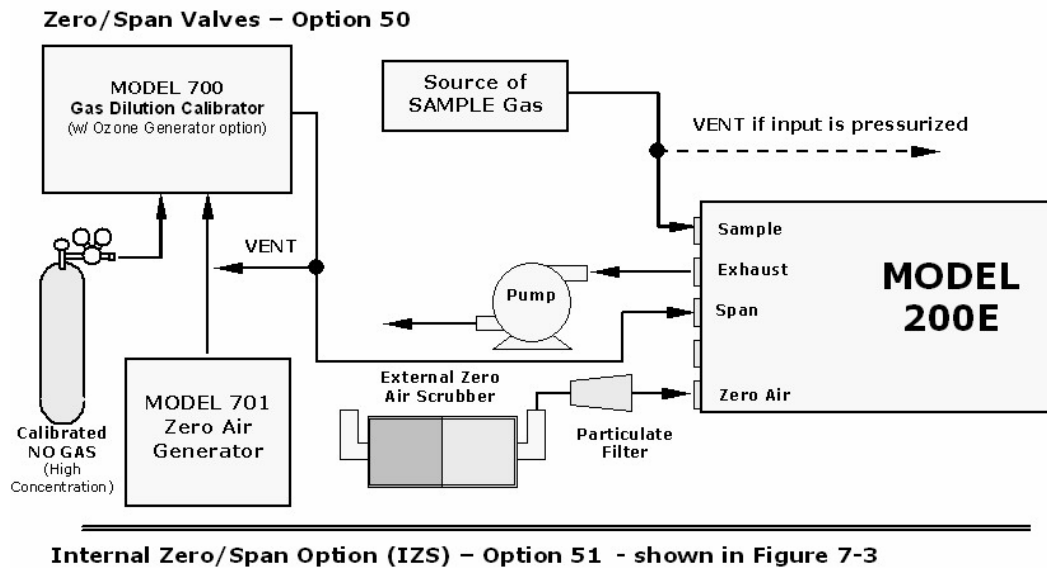 Zero/Span Valves – Option 50
MODEL 700
Gas Dilution Calibrator
(w/ Ozone Generator option)
Source of
SAMPLE Gas
VENT if input is pressurized
VENT
Sample
Exhaust
Span
Zero Air
MODEL
200E
Pump
External Zero
Air Scrubber
Particulate
Filter
MODEL 701
Zero Air
Generator
Calibrated
NO GAS
(High
Concentration)
Internal Zero/Span Option (IZS) – Option 51 - shown in Figure 7-3